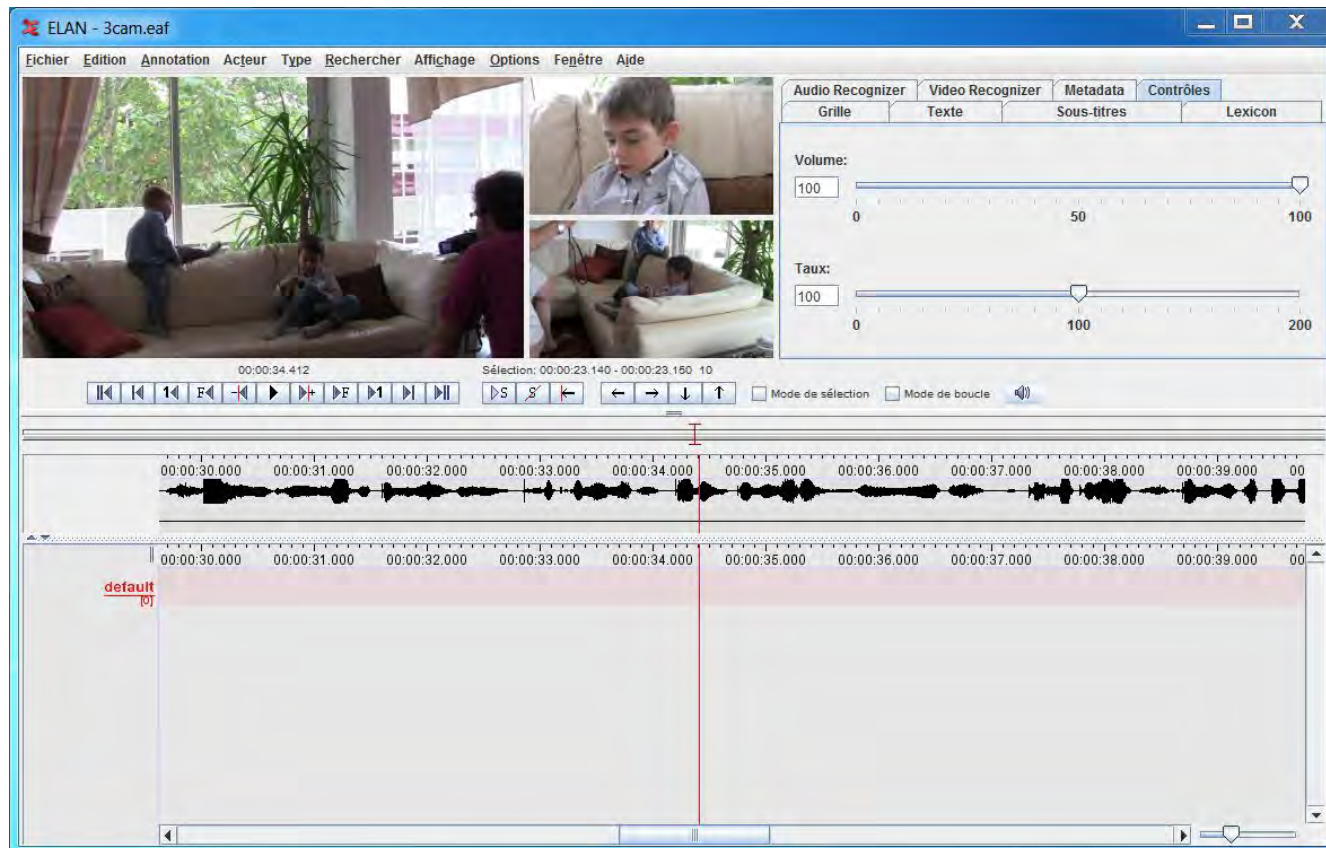 ELAN - 3cam.eaf
Fichier Edition Annotation Acteur Type Rechercher Affichage Options Fenêtre Aide
Audio Recognizer Video Recognizer Metadata Contrôles
Grille Texte Sous-titres Lexicon
Volume:
100
0 50 100
Taux:
100
0 100 200
00:00:34.412 Sélection: 00:00:23.140 - 00:00:23.150 10
1 F - + F 1 S S Mode de sélection Mode de boucle
00:00:30.000 00:00:31.000 00:00:32.000 00:00:33.000 00:00:34.000 00:00:35.000 00:00:36.000 00:00:37.000 00:00:38.000 00:00:39.000 00
00:00:30.000 00:00:31.000 00:00:32.000 00:00:33.000 00:00:34.000 00:00:35.000 00:00:36.000 00:00:37.000 00:00:38.000 00:00:39.000 00
default
[0]